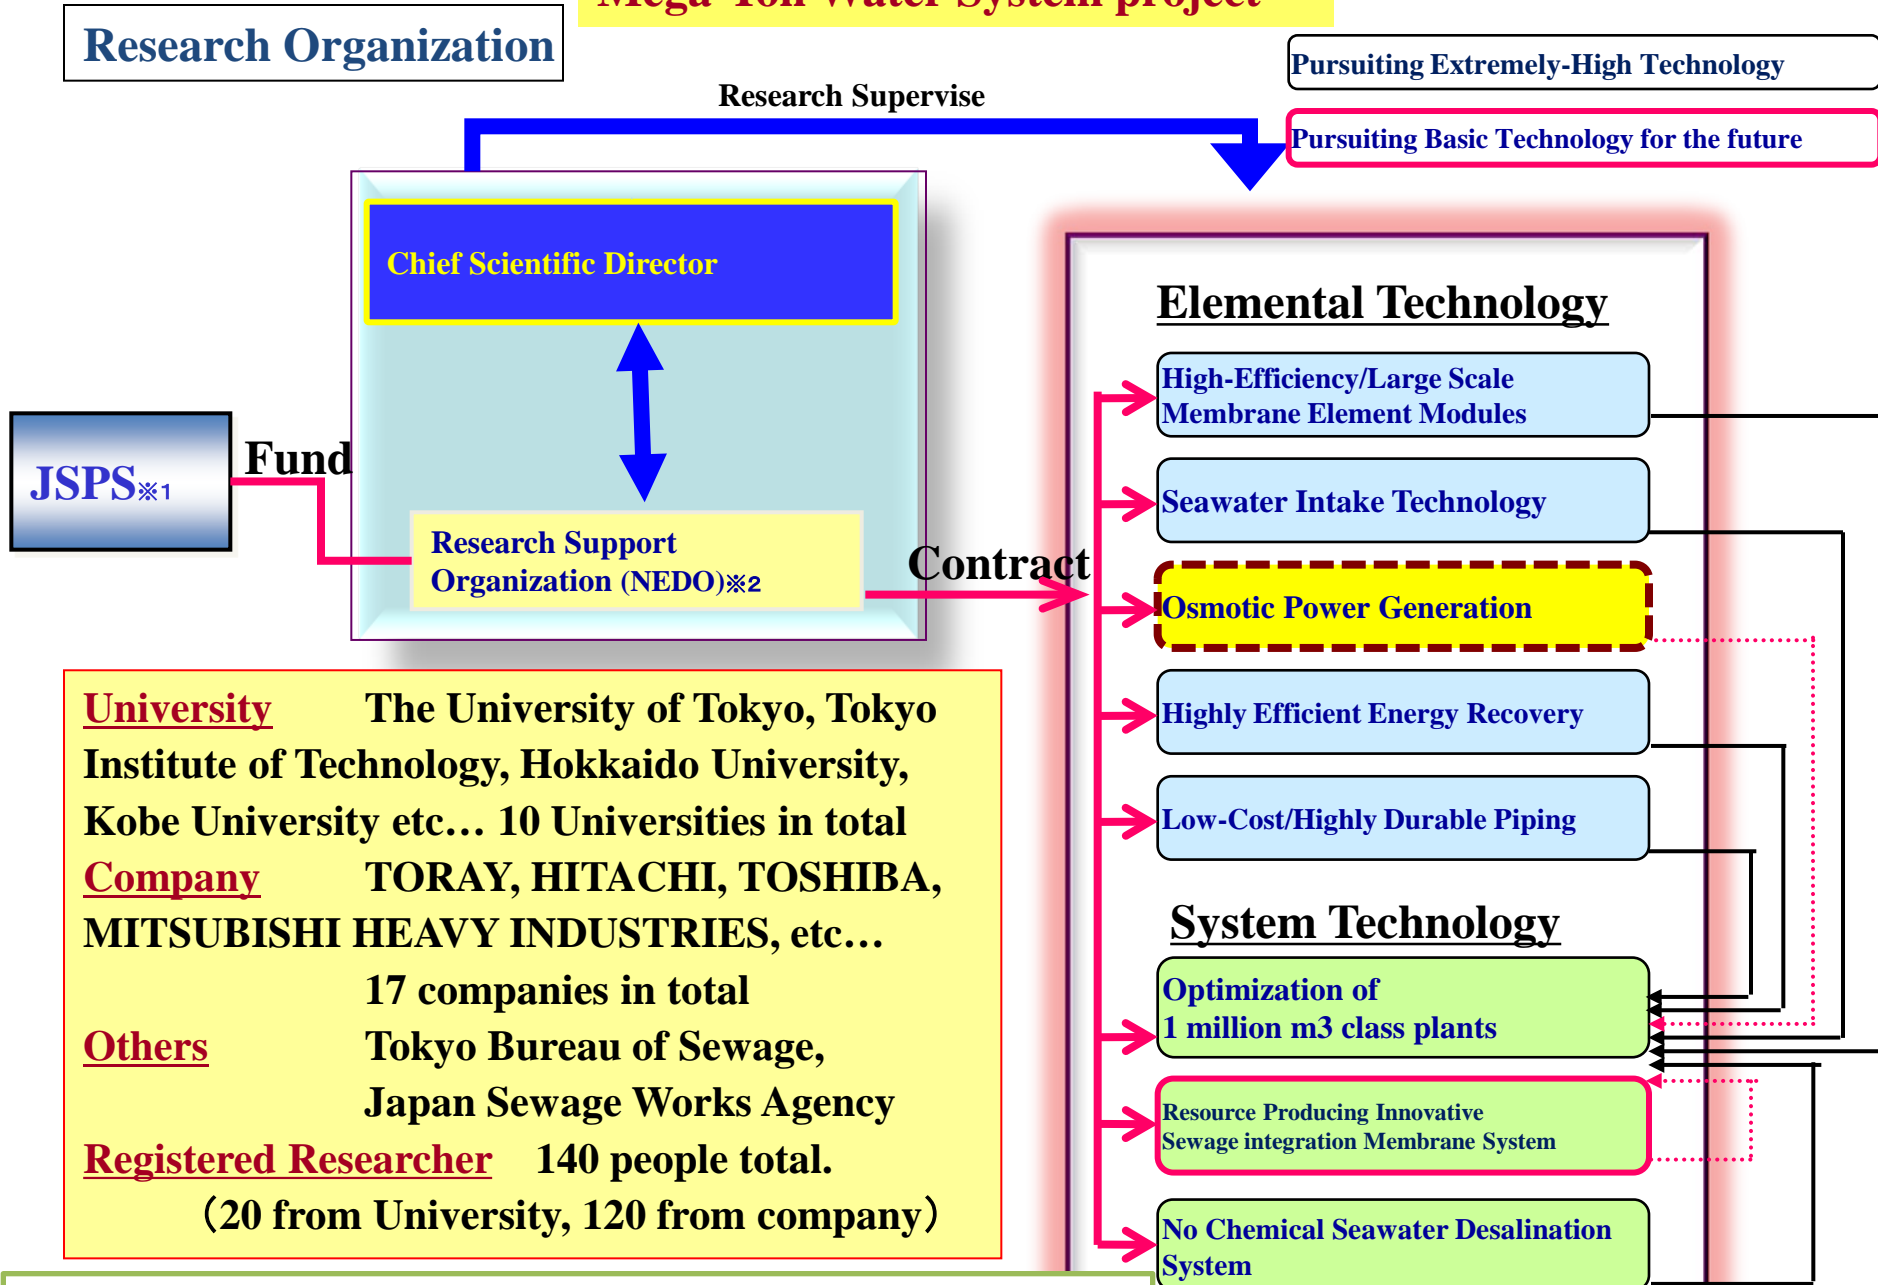 Mega-Ton Water System project
Research Organization
Pursuiting Extremely-High Technology
Research Supervise
Pursuiting Basic Technology for the future
Chief Scientific Director
JSPS※1
Fund
Research Support
Organization (NEDO)※2
Contract
Elemental Technology
High-Efficiency/Large Scale
Membrane Element Modules
Seawater Intake Technology
Osmotic Power Generation
Highly Efficient Energy Recovery
Low-Cost/Highly Durable Piping
System Technology
Optimization of
1 million m3 class plants
Resource Producing Innovative
Sewage integration Membrane System
No Chemical Seawater Desalination
System
University The University of Tokyo, Tokyo
Institute of Technology, Hokkaido University,
Kobe University etc… 10 Universities in total
Company TORAY, HITACHI, TOSHIBA,
MITSUBISHI HEAVY INDUSTRIES, etc…
17 companies in total
Others Tokyo Bureau of Sewage,
Japan Sewage Works Agency
Registered Researcher 140 people total.
（20 from University, 120 from company）